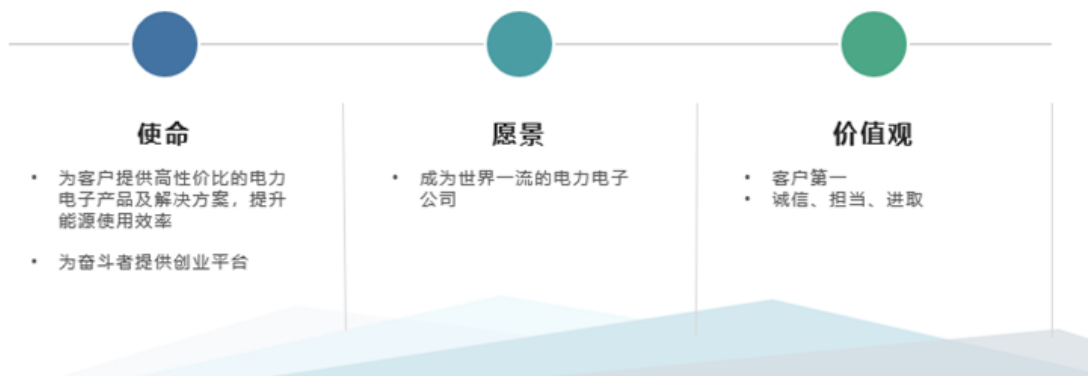 使命
• 为客户提供高性价比的电力
电子产品及解决方案，提升
能源使用效率
• 为奋斗者提供创业平台
愿景
• 成为世界一流的电力电子
公司
价值观
• 客户第一
• 诚信、担当、进取